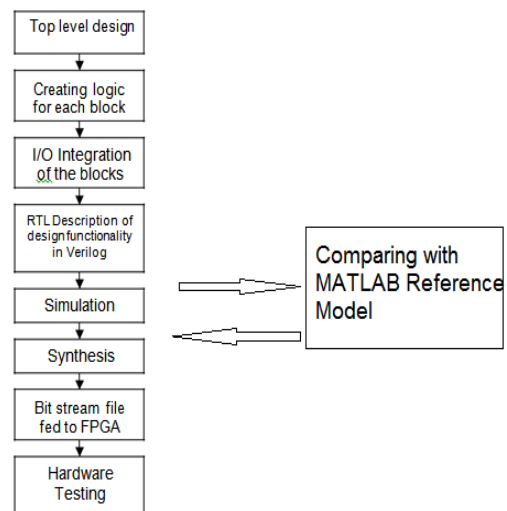 Top level design
Creating logic
for each block
I/O Integration
of the blocks
RTL Description of
designfunctionality
in Verilog
Simulation
Synthesis
Bit stream file
fed to FPGA
Hardware
Testing
Comparing with
MATLAB Reference
Model